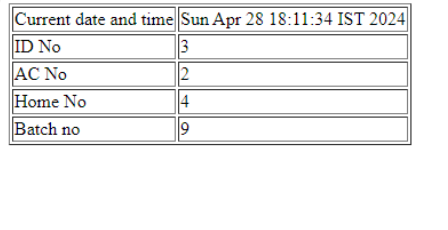 Current date and time Sun Apr 28 18:11:34 IST 2024
ID No 3
AC No 2
Home No 4
Batch no 9